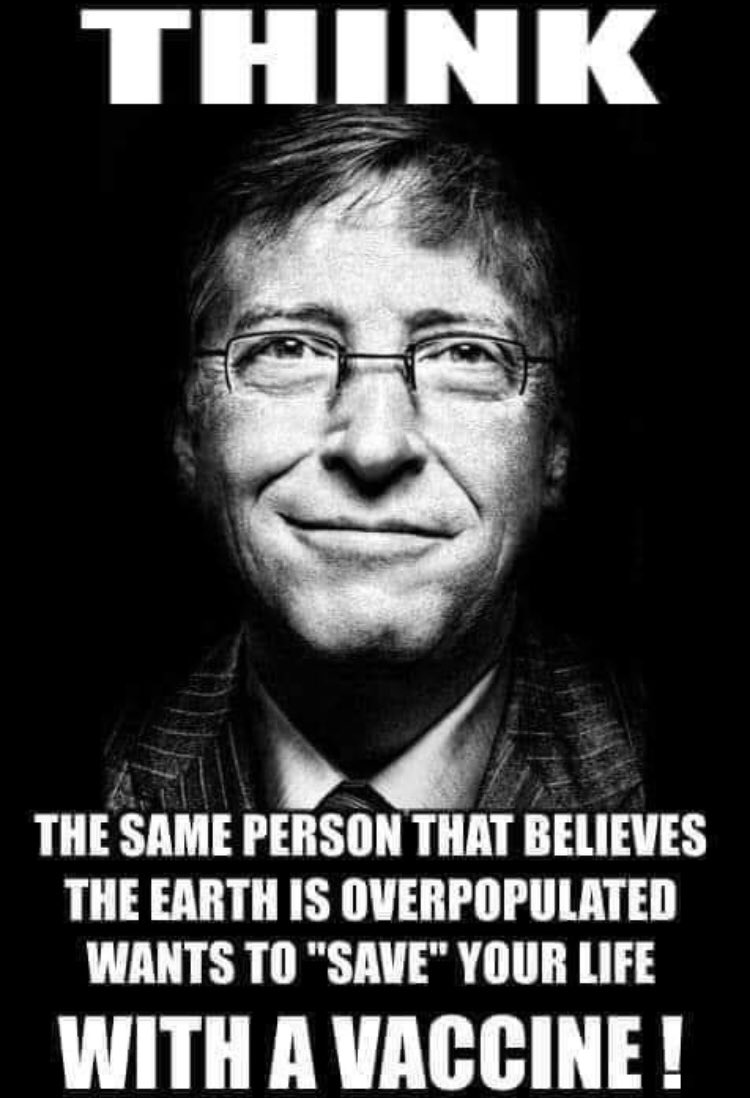 THINK
THE SAME PERSON THAT BELIEVES
THE EARTH IS OVERPOPULATED
WANTS TO "SAVE" YOUR LIFE
WITH A VACCINE !